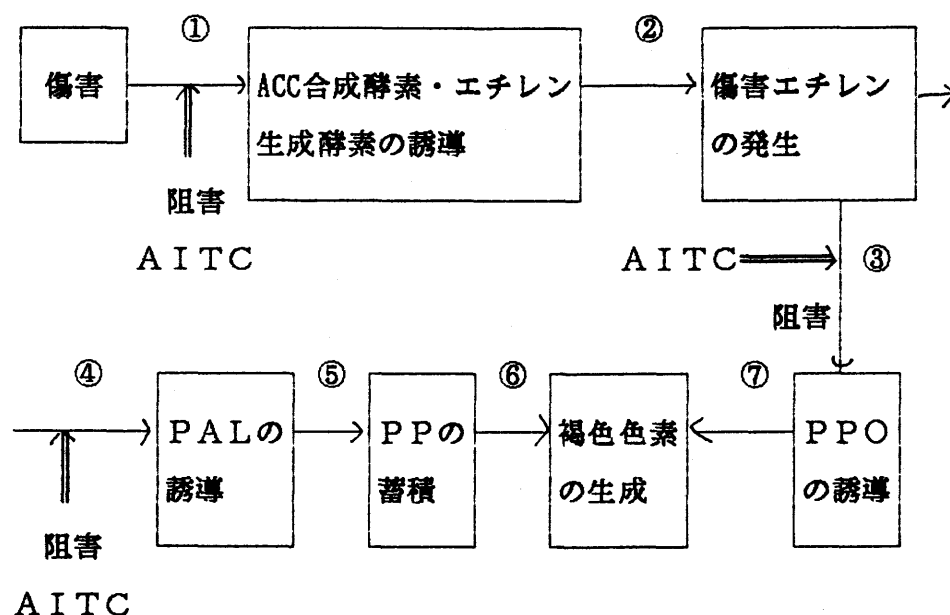 ①
②
傷害
ACC合成酵素・エチレン
生成酵素の誘導
傷害エチレン
の発生
阻害
AITC
AITC
③
阻害
④
⑤
⑥
⑦
PALの
誘導
PPの
蓄積
褐色色素
の生成
PPO
の誘導
阻害
AITC